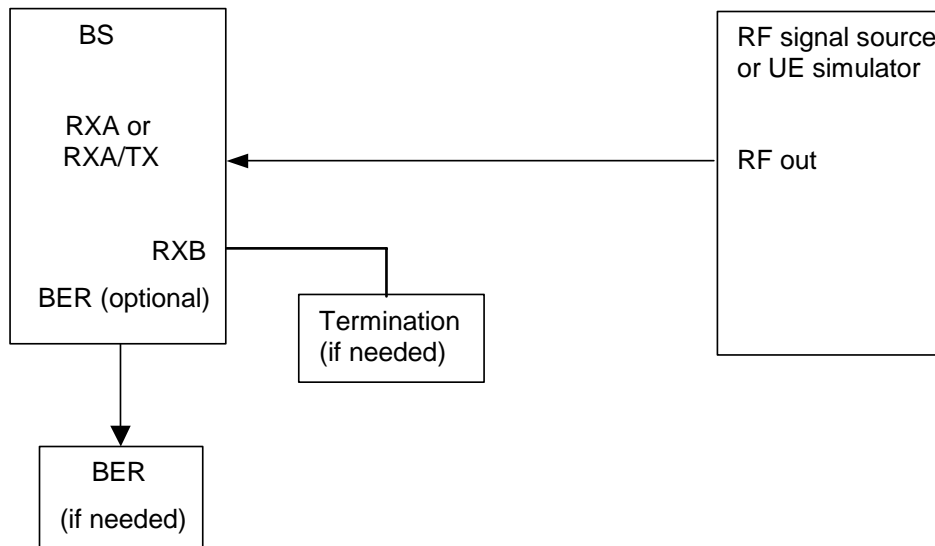 BS
RXA or
RXA/TX
RXB
BER (optional)
Termination
(if needed)
BER
(if needed)
RF signal source
or UE simulator
RF out